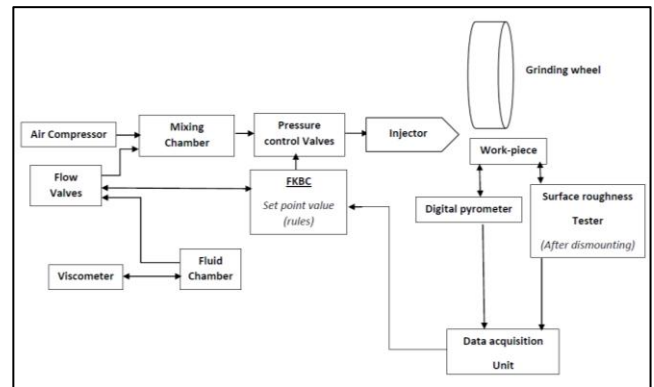 Grinding wheel
Air Compressor
Mixing
Chamber
Pressure
control Valves
Injector
Work-piece
Flow
Valves
FKBC
Set point value
(rules)
Digital pyrometer
Surface roughness
Tester
(After dismounting)
Viscometer
Fluid
Chamber
Data acquisition
Unit